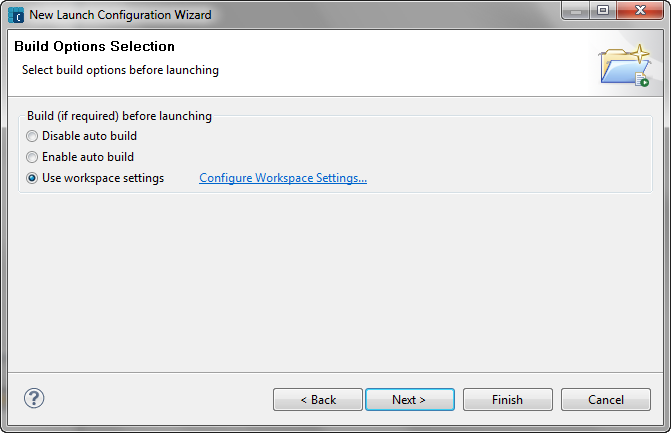 New Launch Configuration Wizard
Build Options Selection
Select build options before launching
Build (if required) before launching
Disable auto build
Enable auto build
Use workspace settings Configure Workspace Settings...
? < Back Next > Finish Cancel